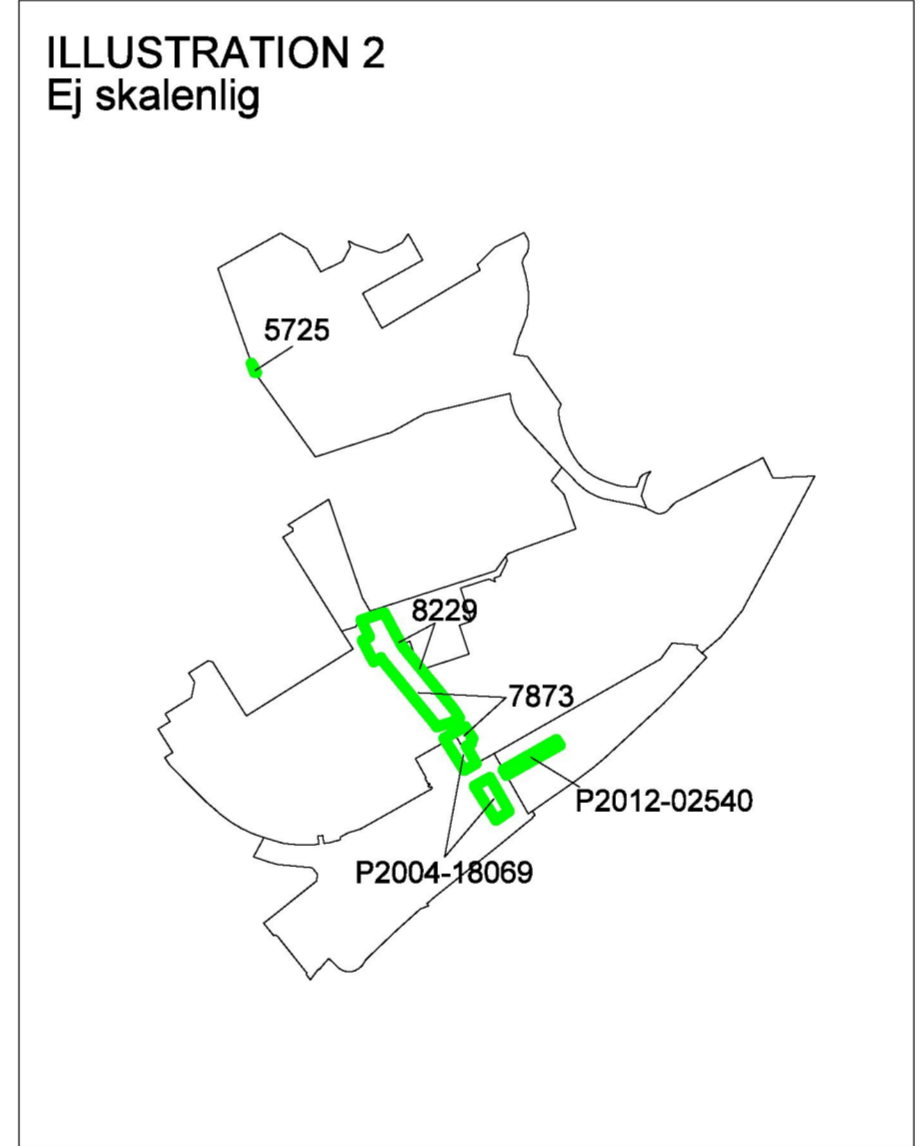 ILLUSTRATION 2
Ej skalenlig
5725
8229
7873
P2012-02540
P2004-18069